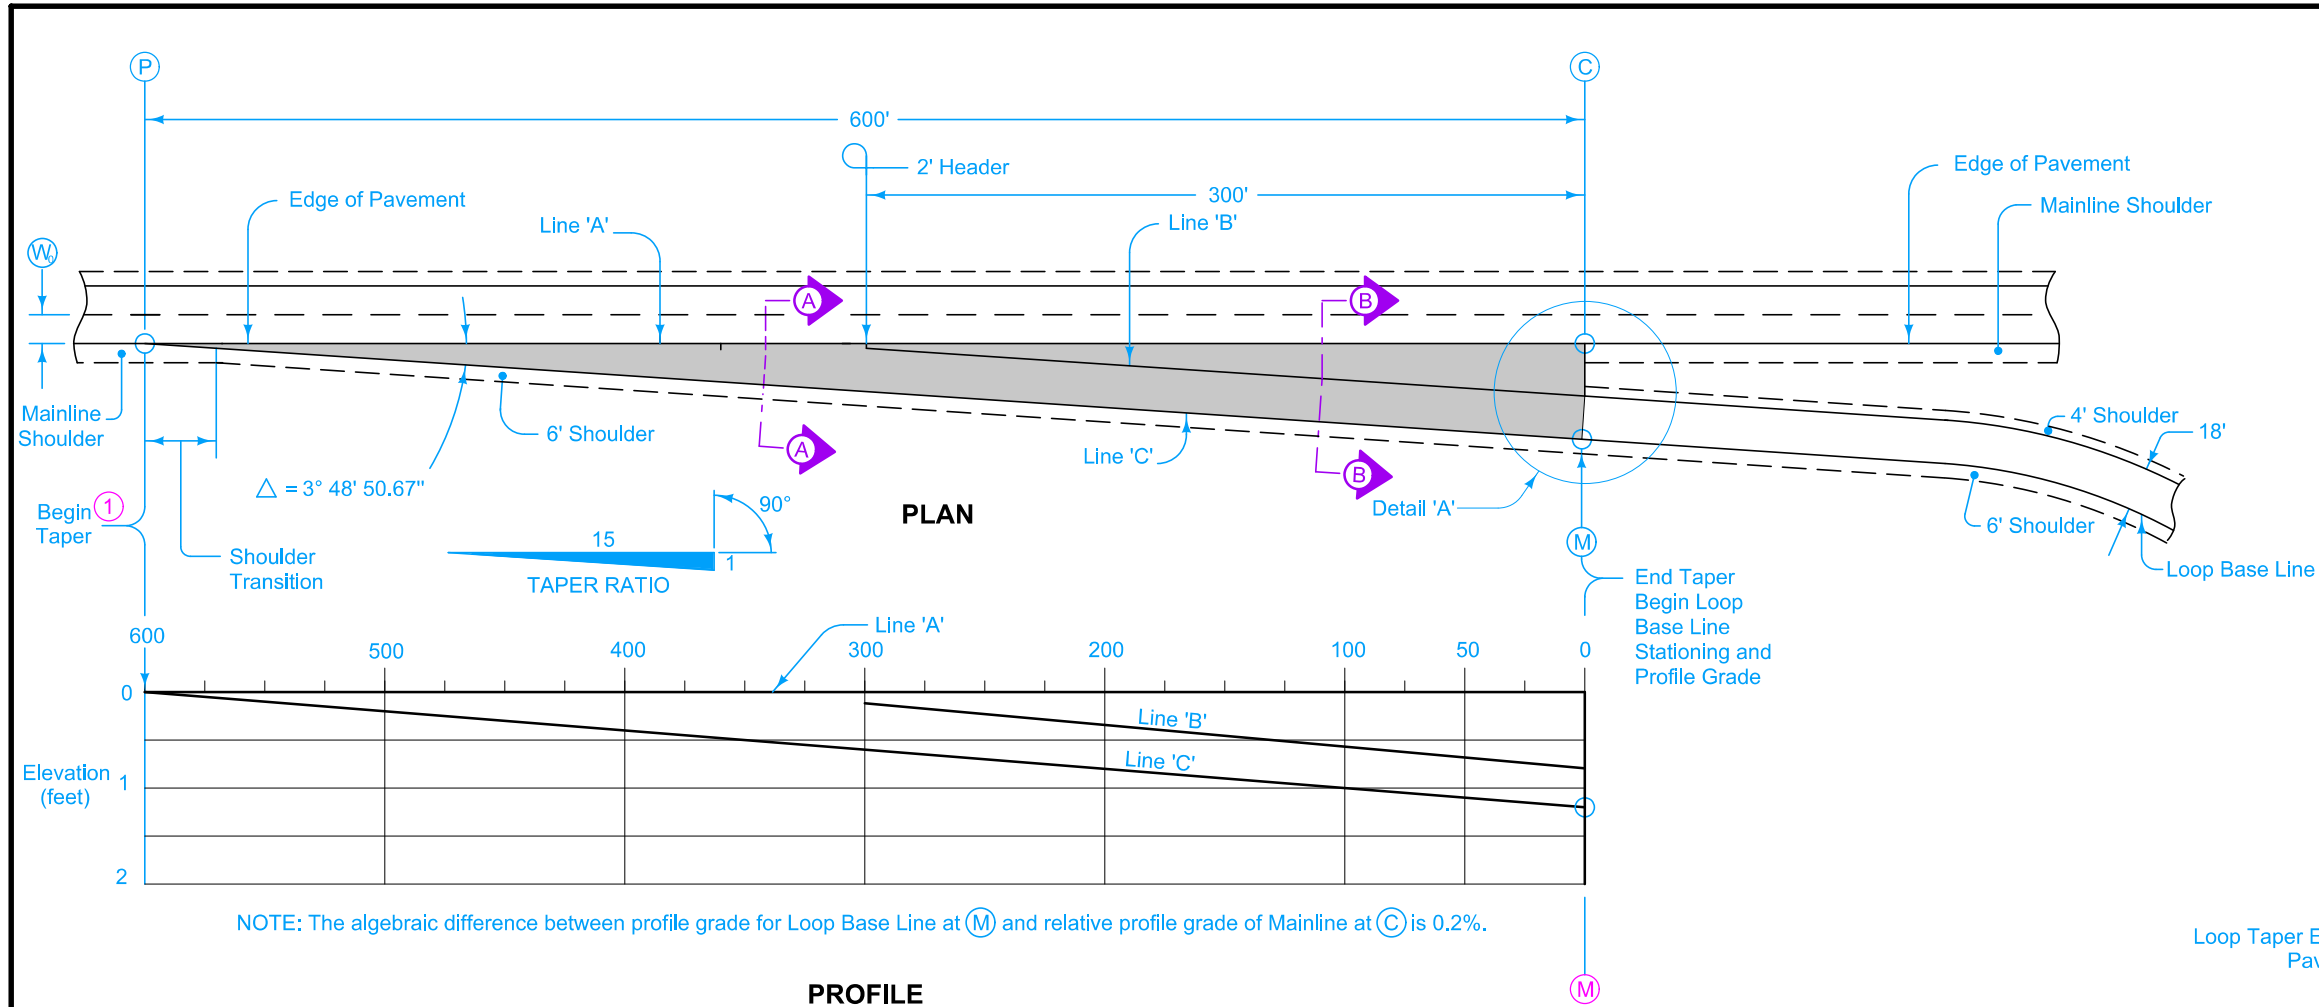 P
C
600'
2' Header
300'
Edge of Pavement
Mainline Shoulder
Edge of Pavement
Line 'A'
Line 'B'
W₀
A
B
Mainline
Shoulder
6' Shoulder
A
B
Line 'C'
4' Shoulder
18'
△ = 3° 48' 50.67"
Begin
Taper
1
90°
PLAN
Detail 'A'
6' Shoulder
15
1
TAPER RATIO
M
Shoulder
Transition
Loop Base Line
End Taper
Begin Loop
Base Line
Stationing and
Profile Grade
Line 'A'
600
500
400
300
200
100
50
0
0
Line 'B'
Line 'C'
Elevation
(feet)
1
2
NOTE: The algebraic difference between profile grade for Loop Base Line at M and relative profile grade of Mainline at C is 0.2%.
Loop Taper
PROFILE
M